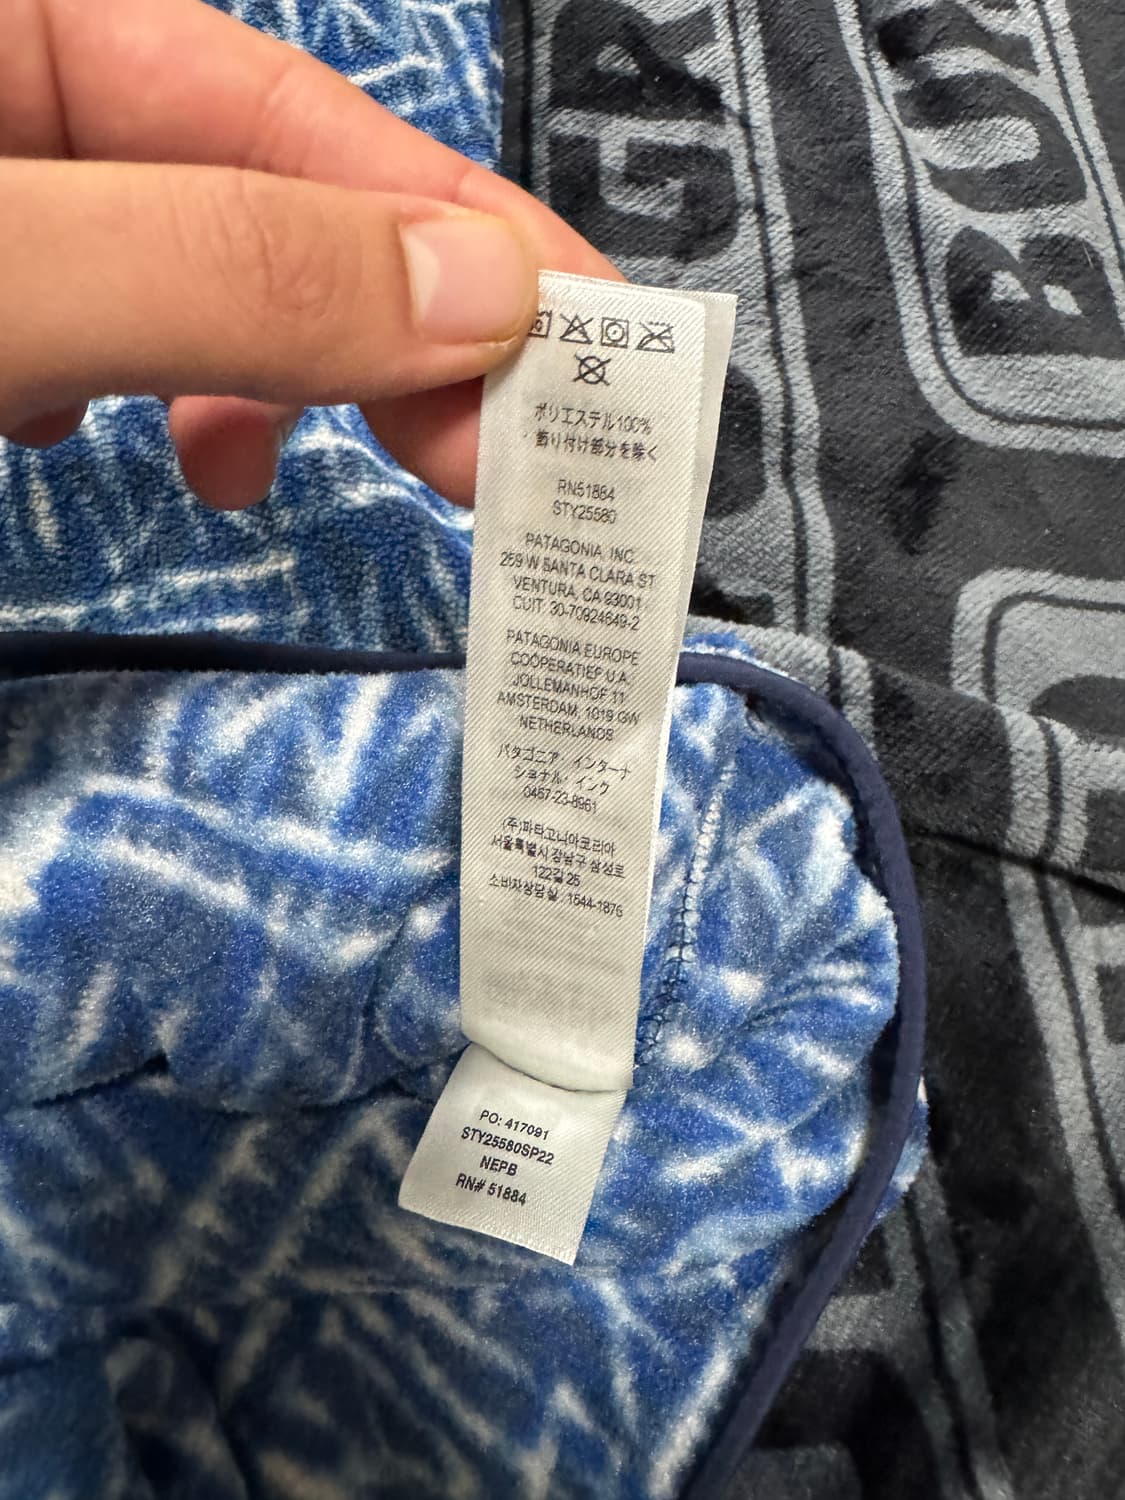 ポリエステル100%
飾り付け部分を除く
RN51884
STY25580
PATAGONIA, INC.
259 W SANTA CLARA ST
VENTURA, CA 93001
CUIT: 30-70924649-2
PATAGONIA EUROPE
COOPERATIEF U.A.
JOLLEMANHOF 11
AMSTERDAM, 1019 GW
NETHERLANDS
パタゴニア・インターナ
ショナル・インク
0467-23-8961
(주)파타고니아코리아
서울특별시 강남구 삼성로
122길 25
소비자상담실 : 1544-1876
PO: 417091
STY25580SP22
NEPB
RN# 51884